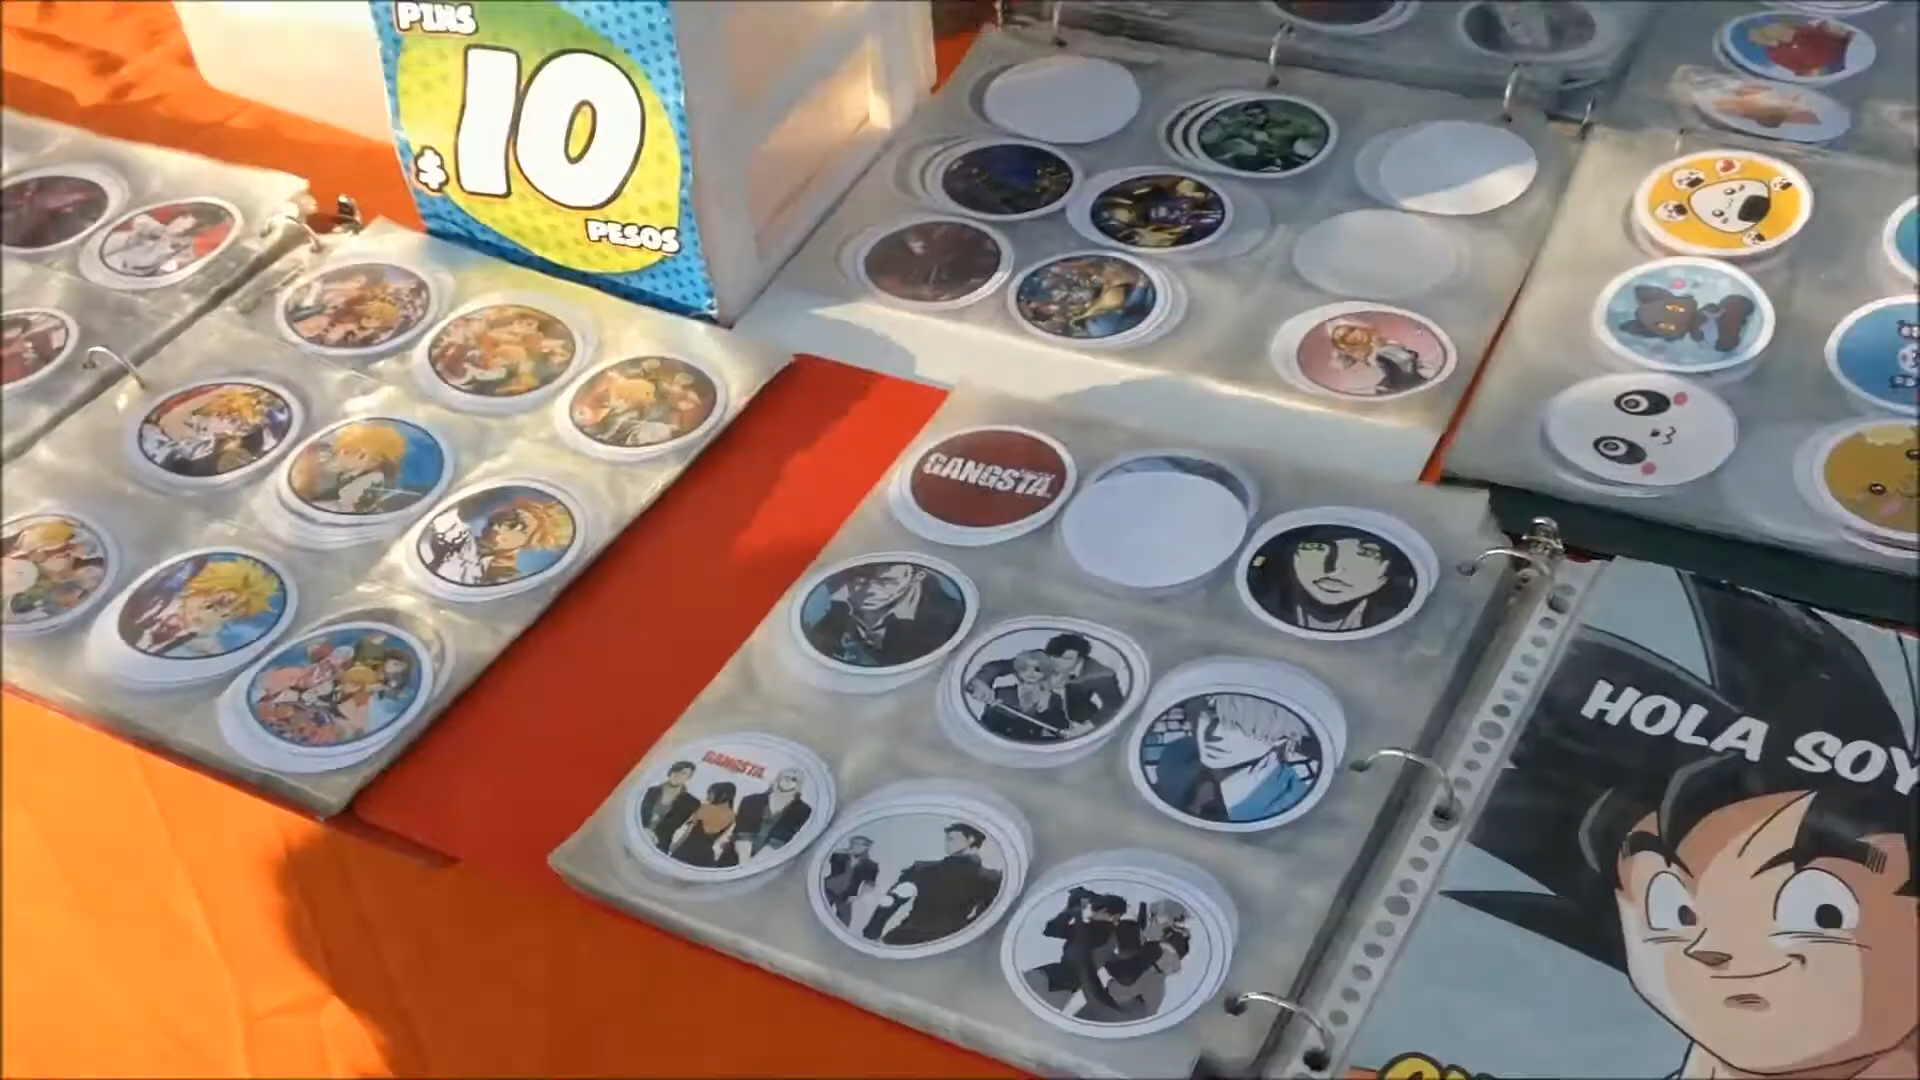 PINS
$10
PESOS
GANGSTA.
GANGSTA.
HOLA SOY